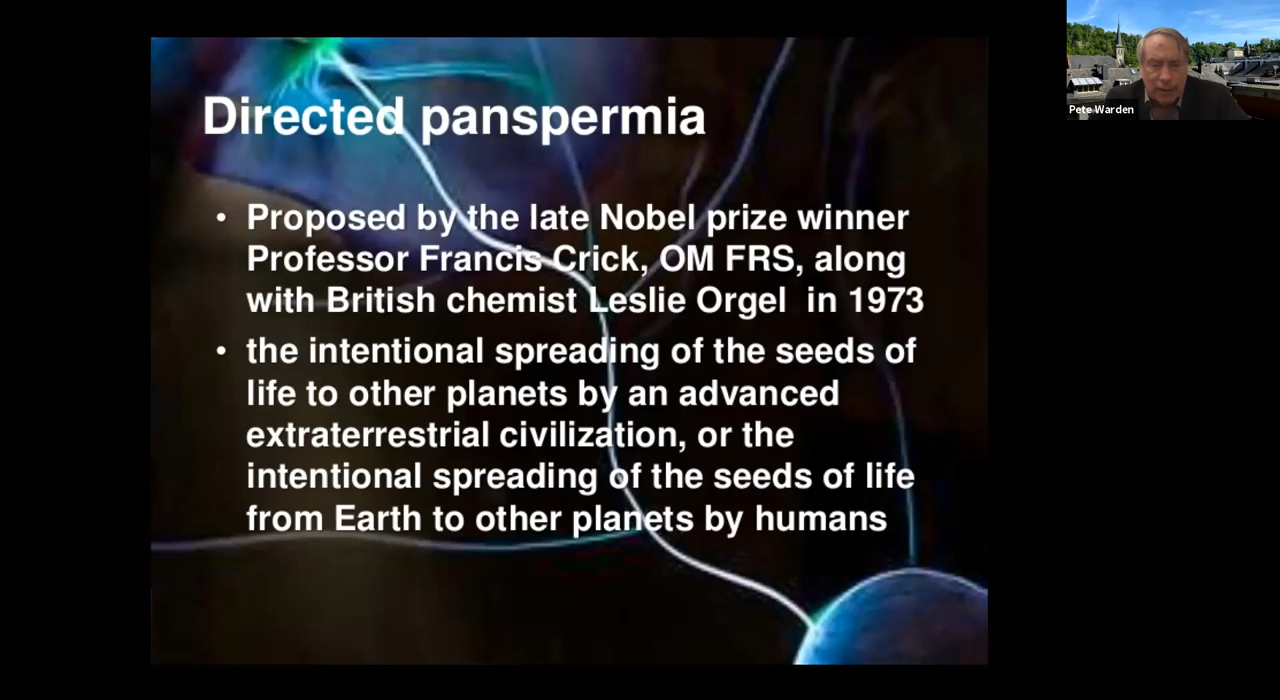 Directed panspermia
• Proposed by the late Nobel prize winner
Professor Francis Crick, OM FRS, along
with British chemist Leslie Orgel  in 1973
• the intentional spreading of the seeds of
life to other planets by an advanced
extraterrestrial civilization, or the
intentional spreading of the seeds of life
from Earth to other planets by humans
Pete Warden